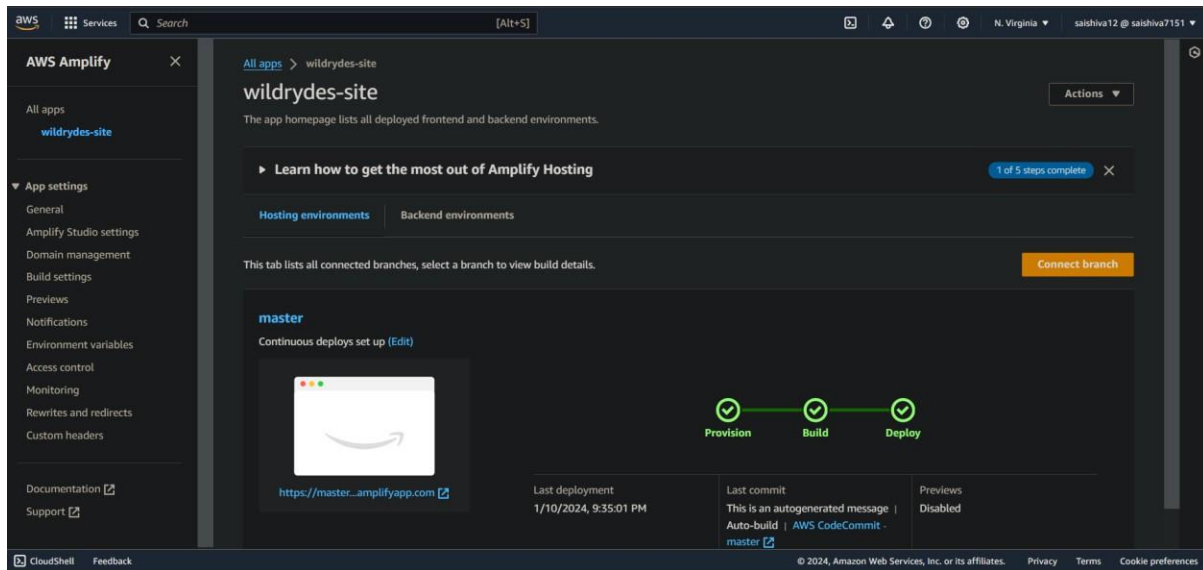 aws
Services
Search
[Alt+S]
N. Virginia ▼
saishiva12 @ saishiva7151 ▼
AWS Amplify
All apps
wildrydes-site
App settings
General
Amplify Studio settings
Domain management
Build settings
Previews
Notifications
Environment variables
Access control
Monitoring
Rewrites and redirects
Custom headers
Documentation
Support
All apps > wildrydes-site
wildrydes-site
Actions ▼
The app homepage lists all deployed frontend and backend environments.
Learn how to get the most out of Amplify Hosting
1 of 5 steps complete
Hosting environments
Backend environments
This tab lists all connected branches, select a branch to view build details.
Connect branch
master
Continuous deploys set up (Edit)
Provision
Build
Deploy
https://master...amplifyapp.com
Last deployment
1/10/2024, 9:35:01 PM
Last commit
This is an autogenerated message |
Auto-build | AWS CodeCommit -
master
Previews
Disabled
CloudShell
Feedback
© 2024, Amazon Web Services, Inc. or its affiliates.
Privacy
Terms
Cookie preferences